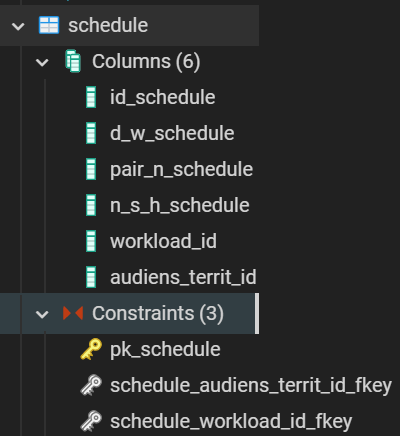 schedule
Columns (6)
id_schedule
d_w_schedule
pair_n_schedule
n_s_h_schedule
workload_id
audiens_territ_id
Constraints (3)
pk_schedule
schedule_audiens_territ_id_fkey
schedule_workload_id_fkey